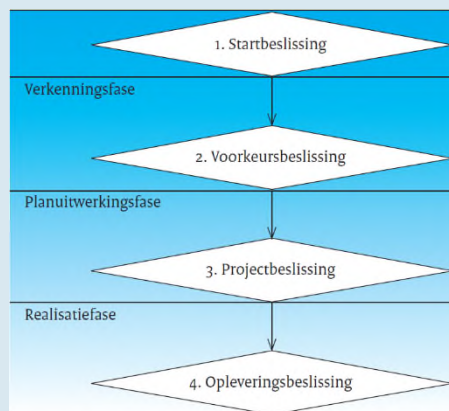 1. Startbeslissing
Verkenningsfase
2. Voorkeursbeslissing
Planuitwerkingsfase
3. Projectbeslissing
Realisatiefase
4. Opleveringsbeslissing